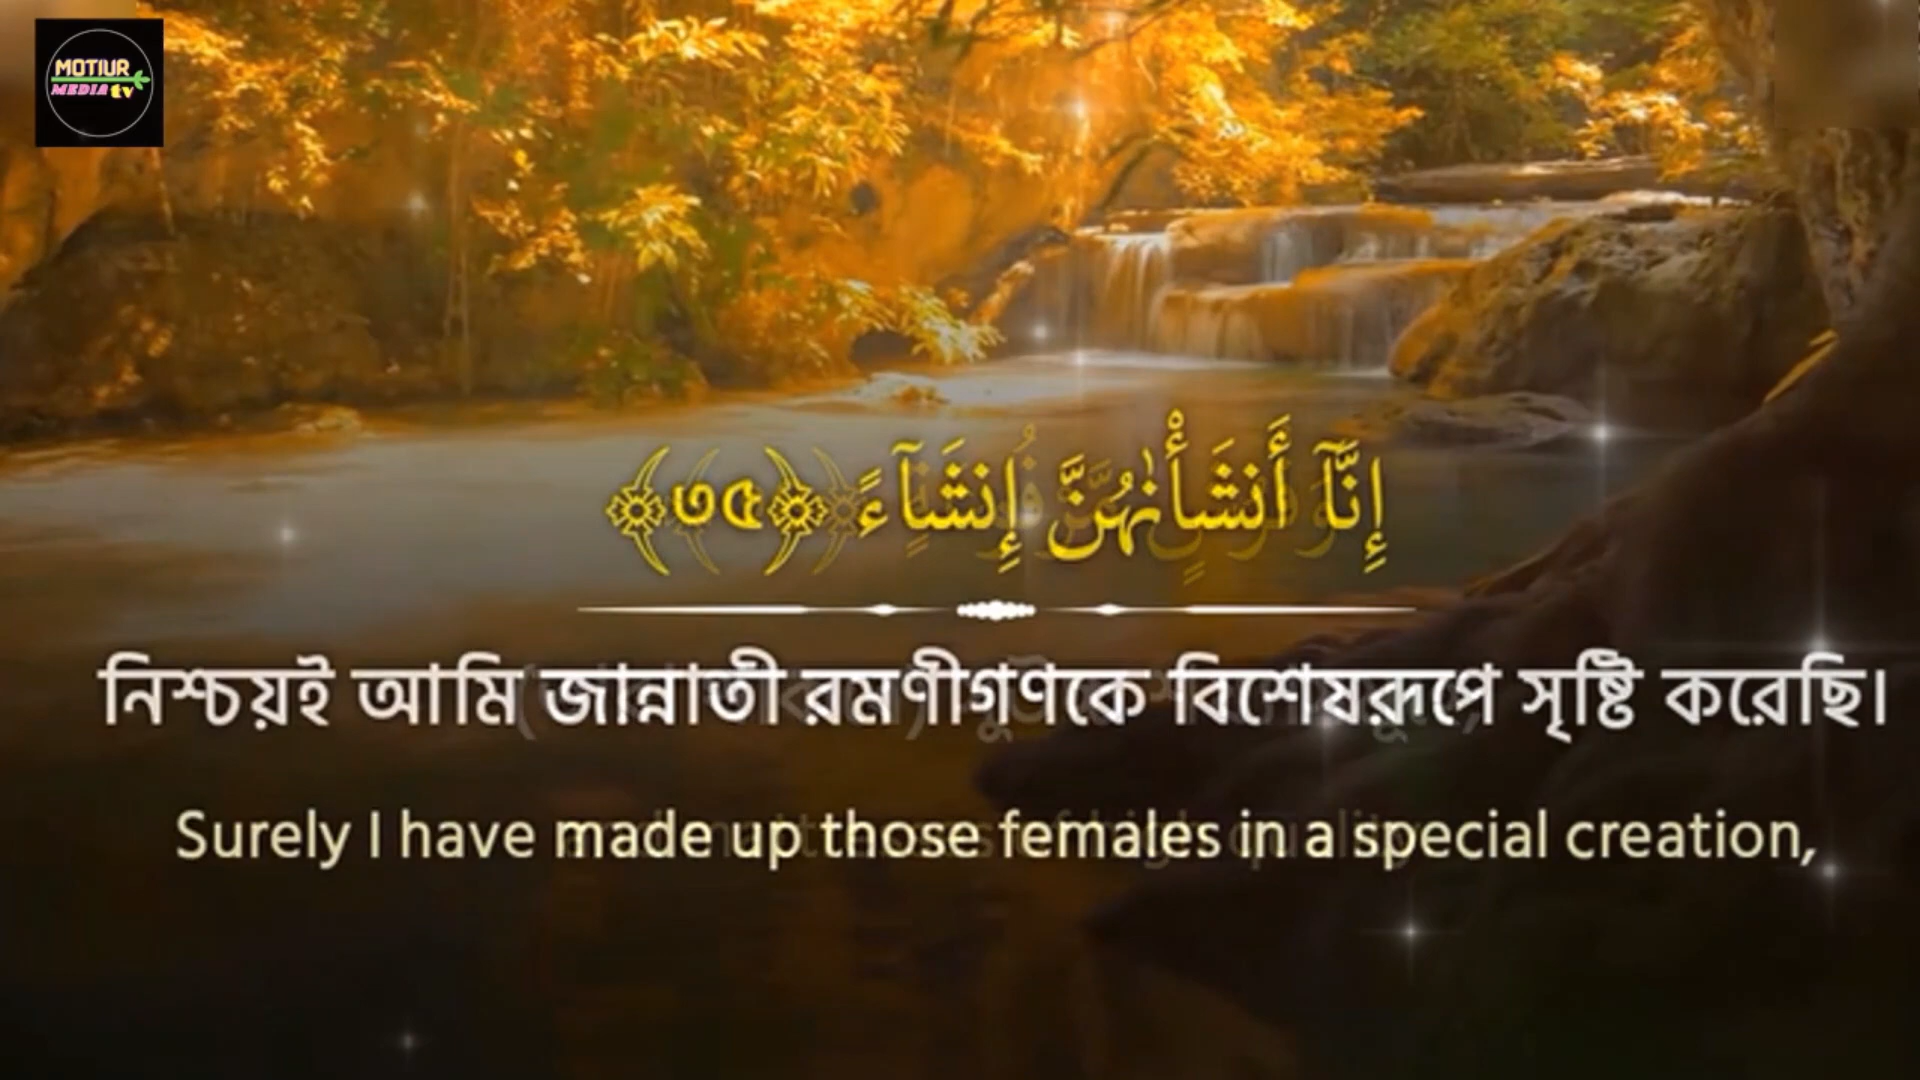 MOTIUR
MEDIA tv
إِنَّآ أَنشَأْنَٰهُنَّ إِنشَآءً ﴿٣٥﴾
নিশ্চয়ই আমি জান্নাতী রমণীগণকে বিশেষরূপে সৃষ্টি করেছি।
Surely I have made up those females in a special creation,